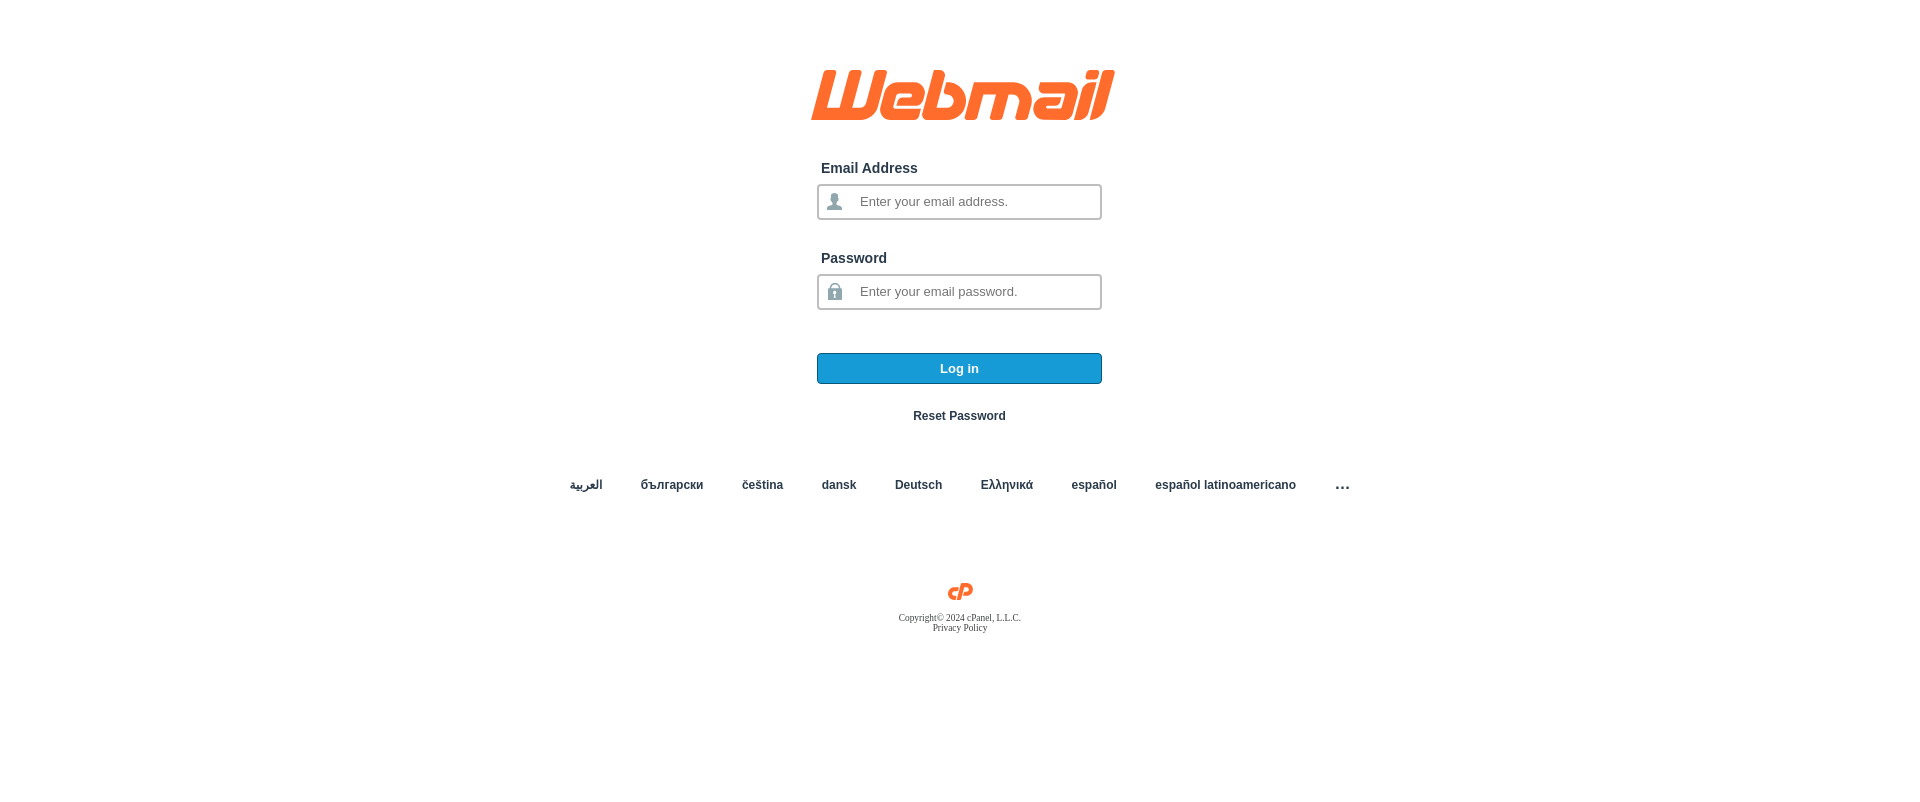 Webmail
Email Address
Enter your email address.
Password
Enter your email password.
Log in
Reset Password
العربية български čeština dansk Deutsch Ελληνικά español español latinoamericano …
cP
Copyright© 2024 cPanel, L.L.C.
Privacy Policy